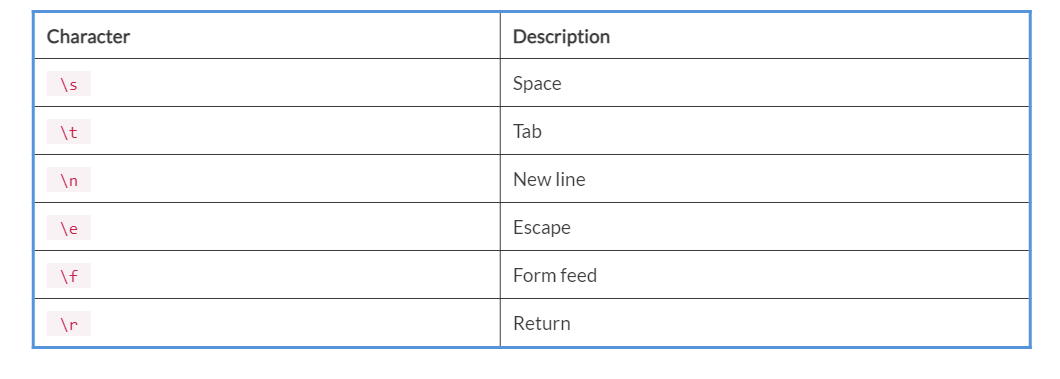 Character Description
\s Space
\t Tab
\n New line
\e Escape
\f Form feed
\r Return